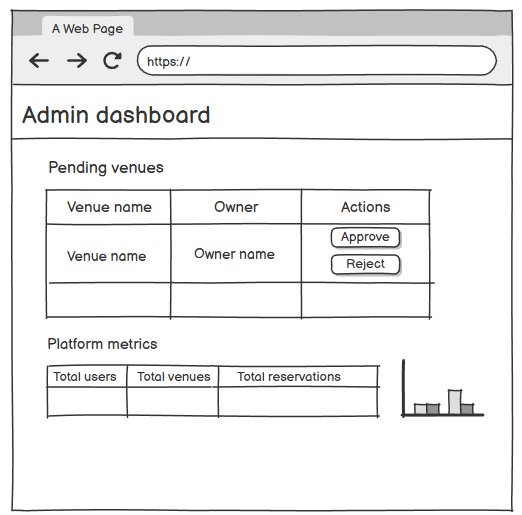 A Web Page
https://
Admin dashboard
Pending venues
Venue name Owner Actions
Venue name Owner name Approve
Reject
Platform metrics
Total users Total venues Total reservations